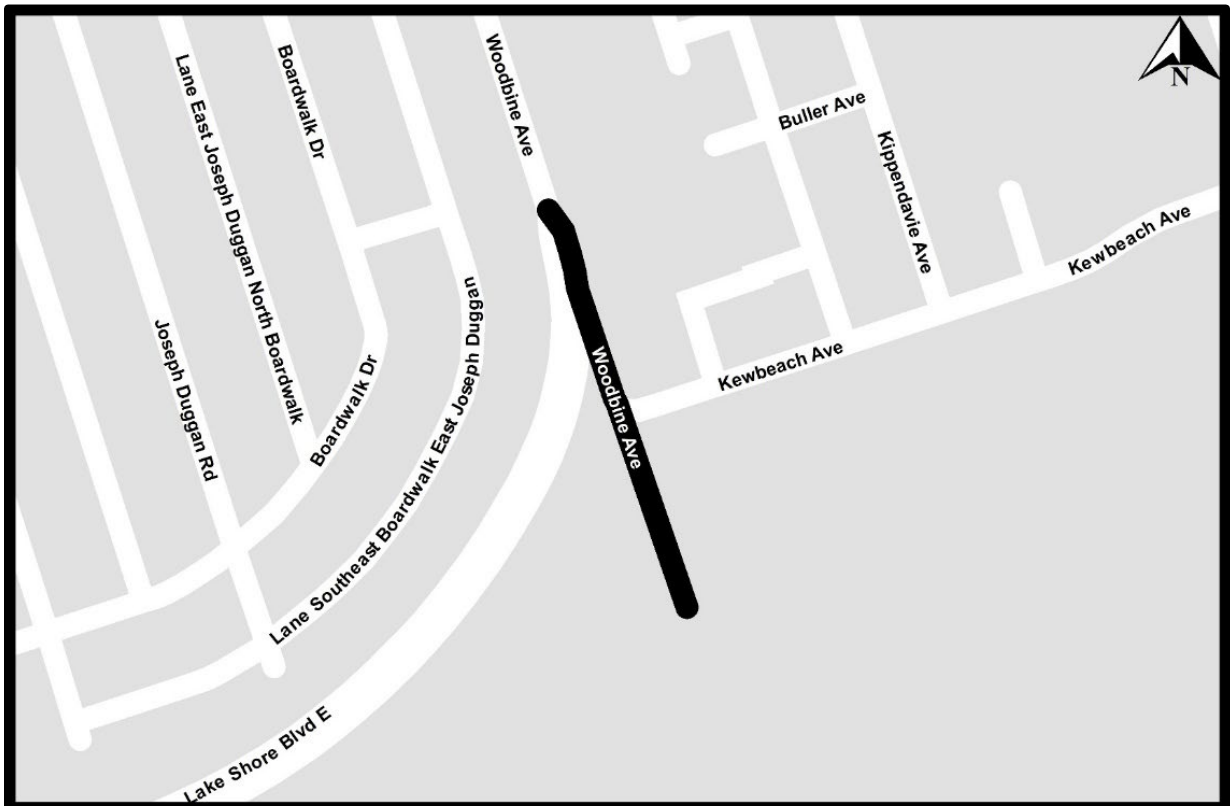 Woodbine Ave
Boardwalk Dr
Lane East Joseph Duggan North Boardwalk
Buller Ave
Kippendavie Ave
N
Kewbeach Ave
Joseph Duggan Rd
Boardwalk Dr
Lane Southeast Boardwalk East Joseph Duggan
Woodbine Ave
Kewbeach Ave
Lake Shore Blvd E